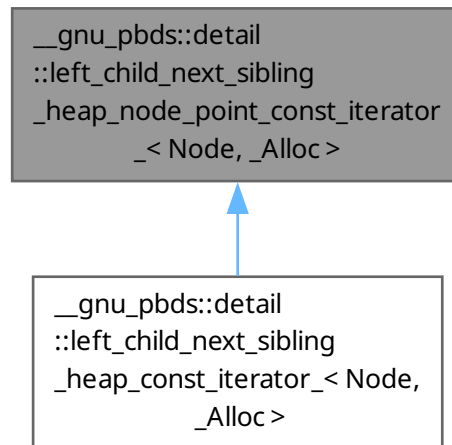 __gnu_pbds::detail
::left_child_next_sibling
_heap_node_point_const_iterator
_< Node, _Alloc >
__gnu_pbds::detail
::left_child_next_sibling
_heap_const_iterator_< Node,
_Alloc >